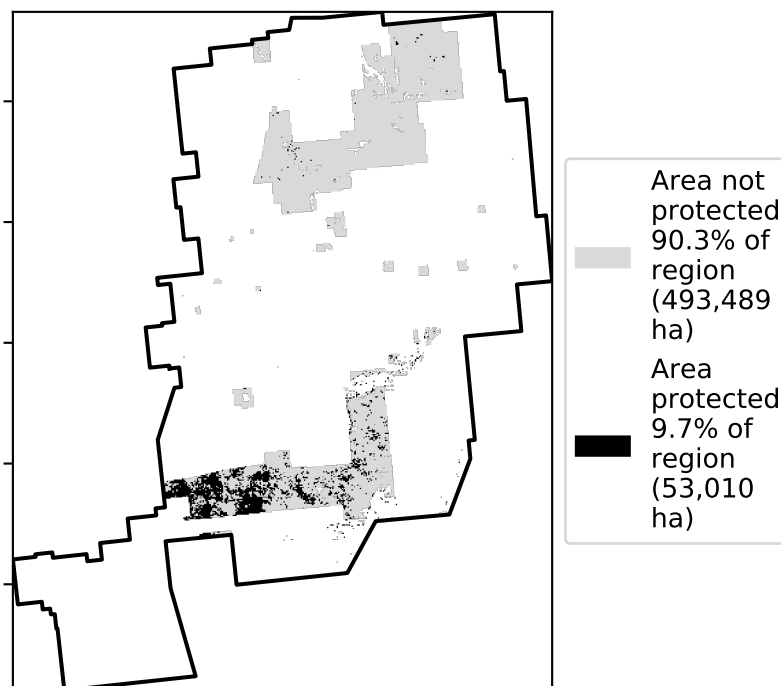 Area not
protected
90.3% of
region
(493,489
ha)
Area
protected
9.7% of
region
(53,010
ha)